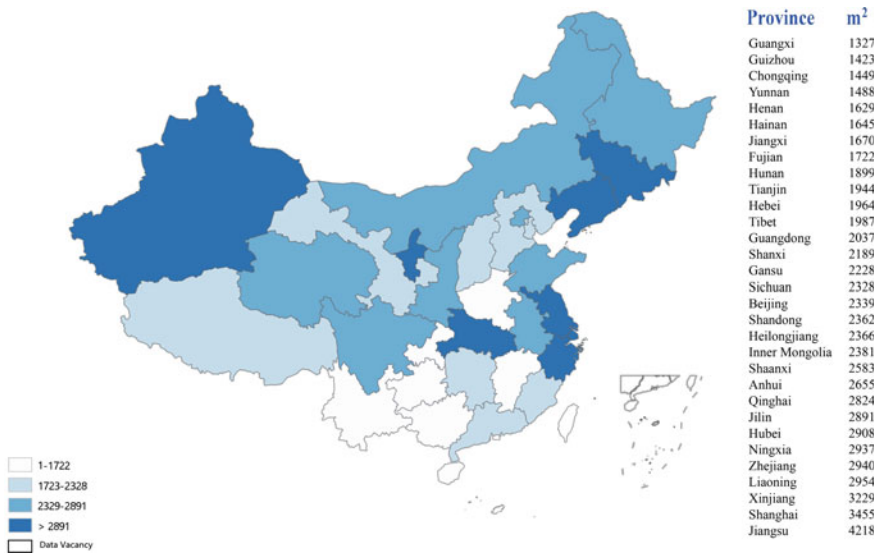 Province m²
Guangxi 1327
Guizhou 1423
Chongqing 1449
Yunnan 1488
Henan 1629
Hainan 1645
Jiangxi 1670
Fujian 1722
Hunan 1899
Tianjin 1944
Hebei 1964
Tibet 1987
Guangdong 2037
Shanxi 2189
Gansu 2228
Sichuan 2328
Beijing 2339
Shandong 2362
Heilongjiang 2366
Inner Mongolia 2381
Shaanxi 2583
Anhui 2655
Qinghai 2824
Jilin 2891
Hubei 2908
Ningxia 2937
Zhejiang 2940
Liaoning 2954
Xinjiang 3229
Shanghai 3455
Jiangsu 4218
1-1722
1723-2328
2329-2891
> 2891
Data Vacancy